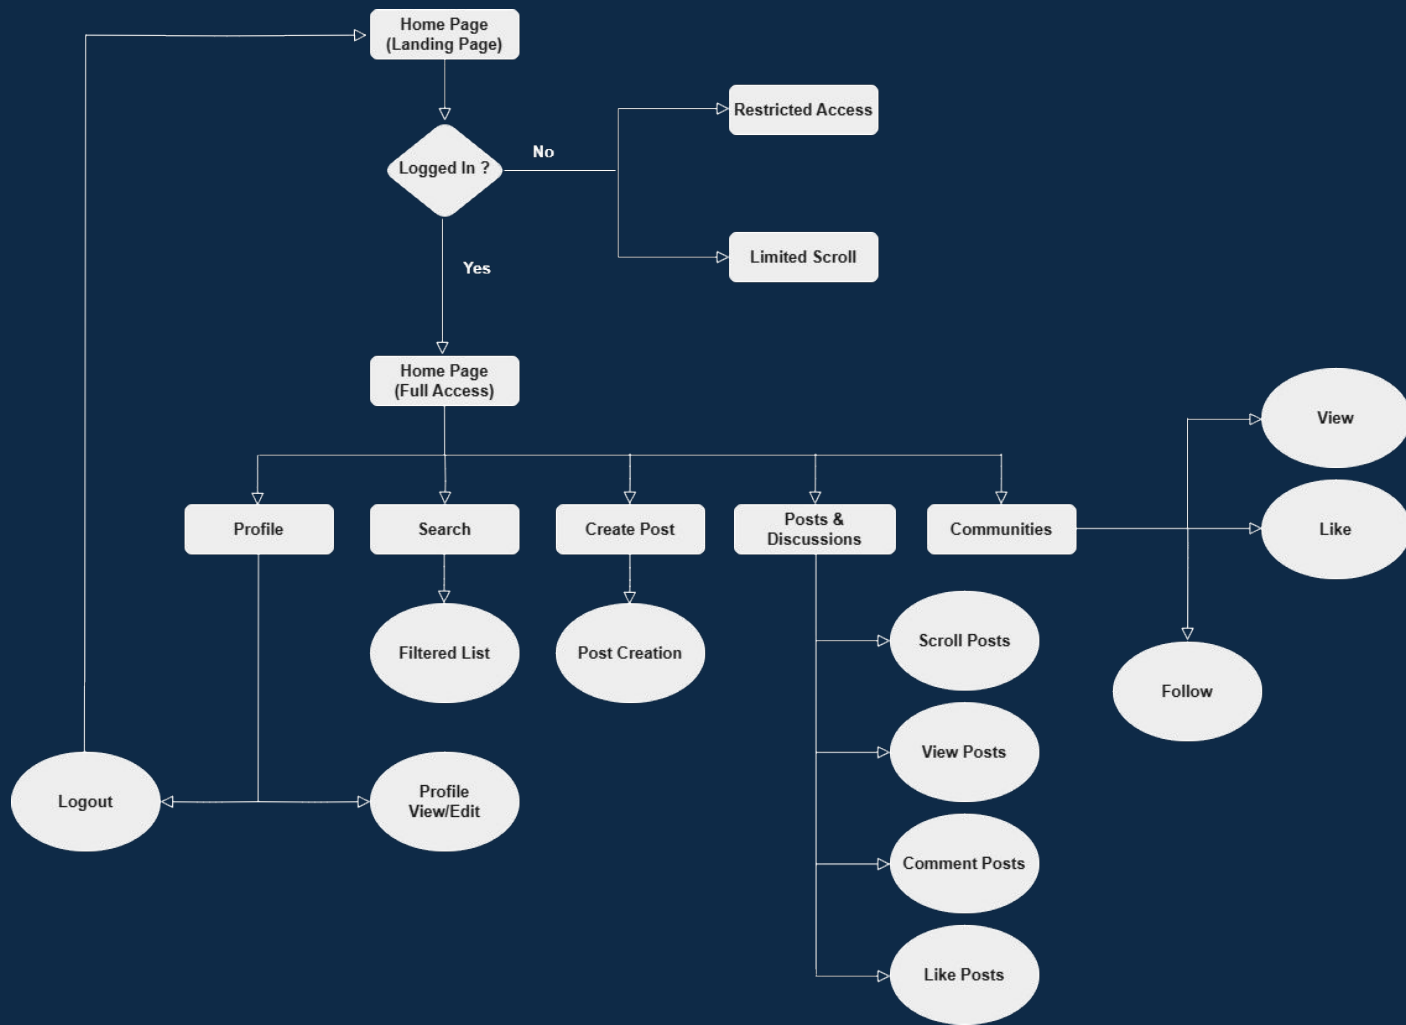 Home Page
(Landing Page)
Restricted Access
No
Logged In ?
Limited Scroll
Yes
Home Page
(Full Access)
View
Profile
Search
Create Post
Posts &
Discussions
Communities
Like
Filtered List
Post Creation
Scroll Posts
Follow
View Posts
Logout
Profile
View/Edit
Comment Posts
Like Posts